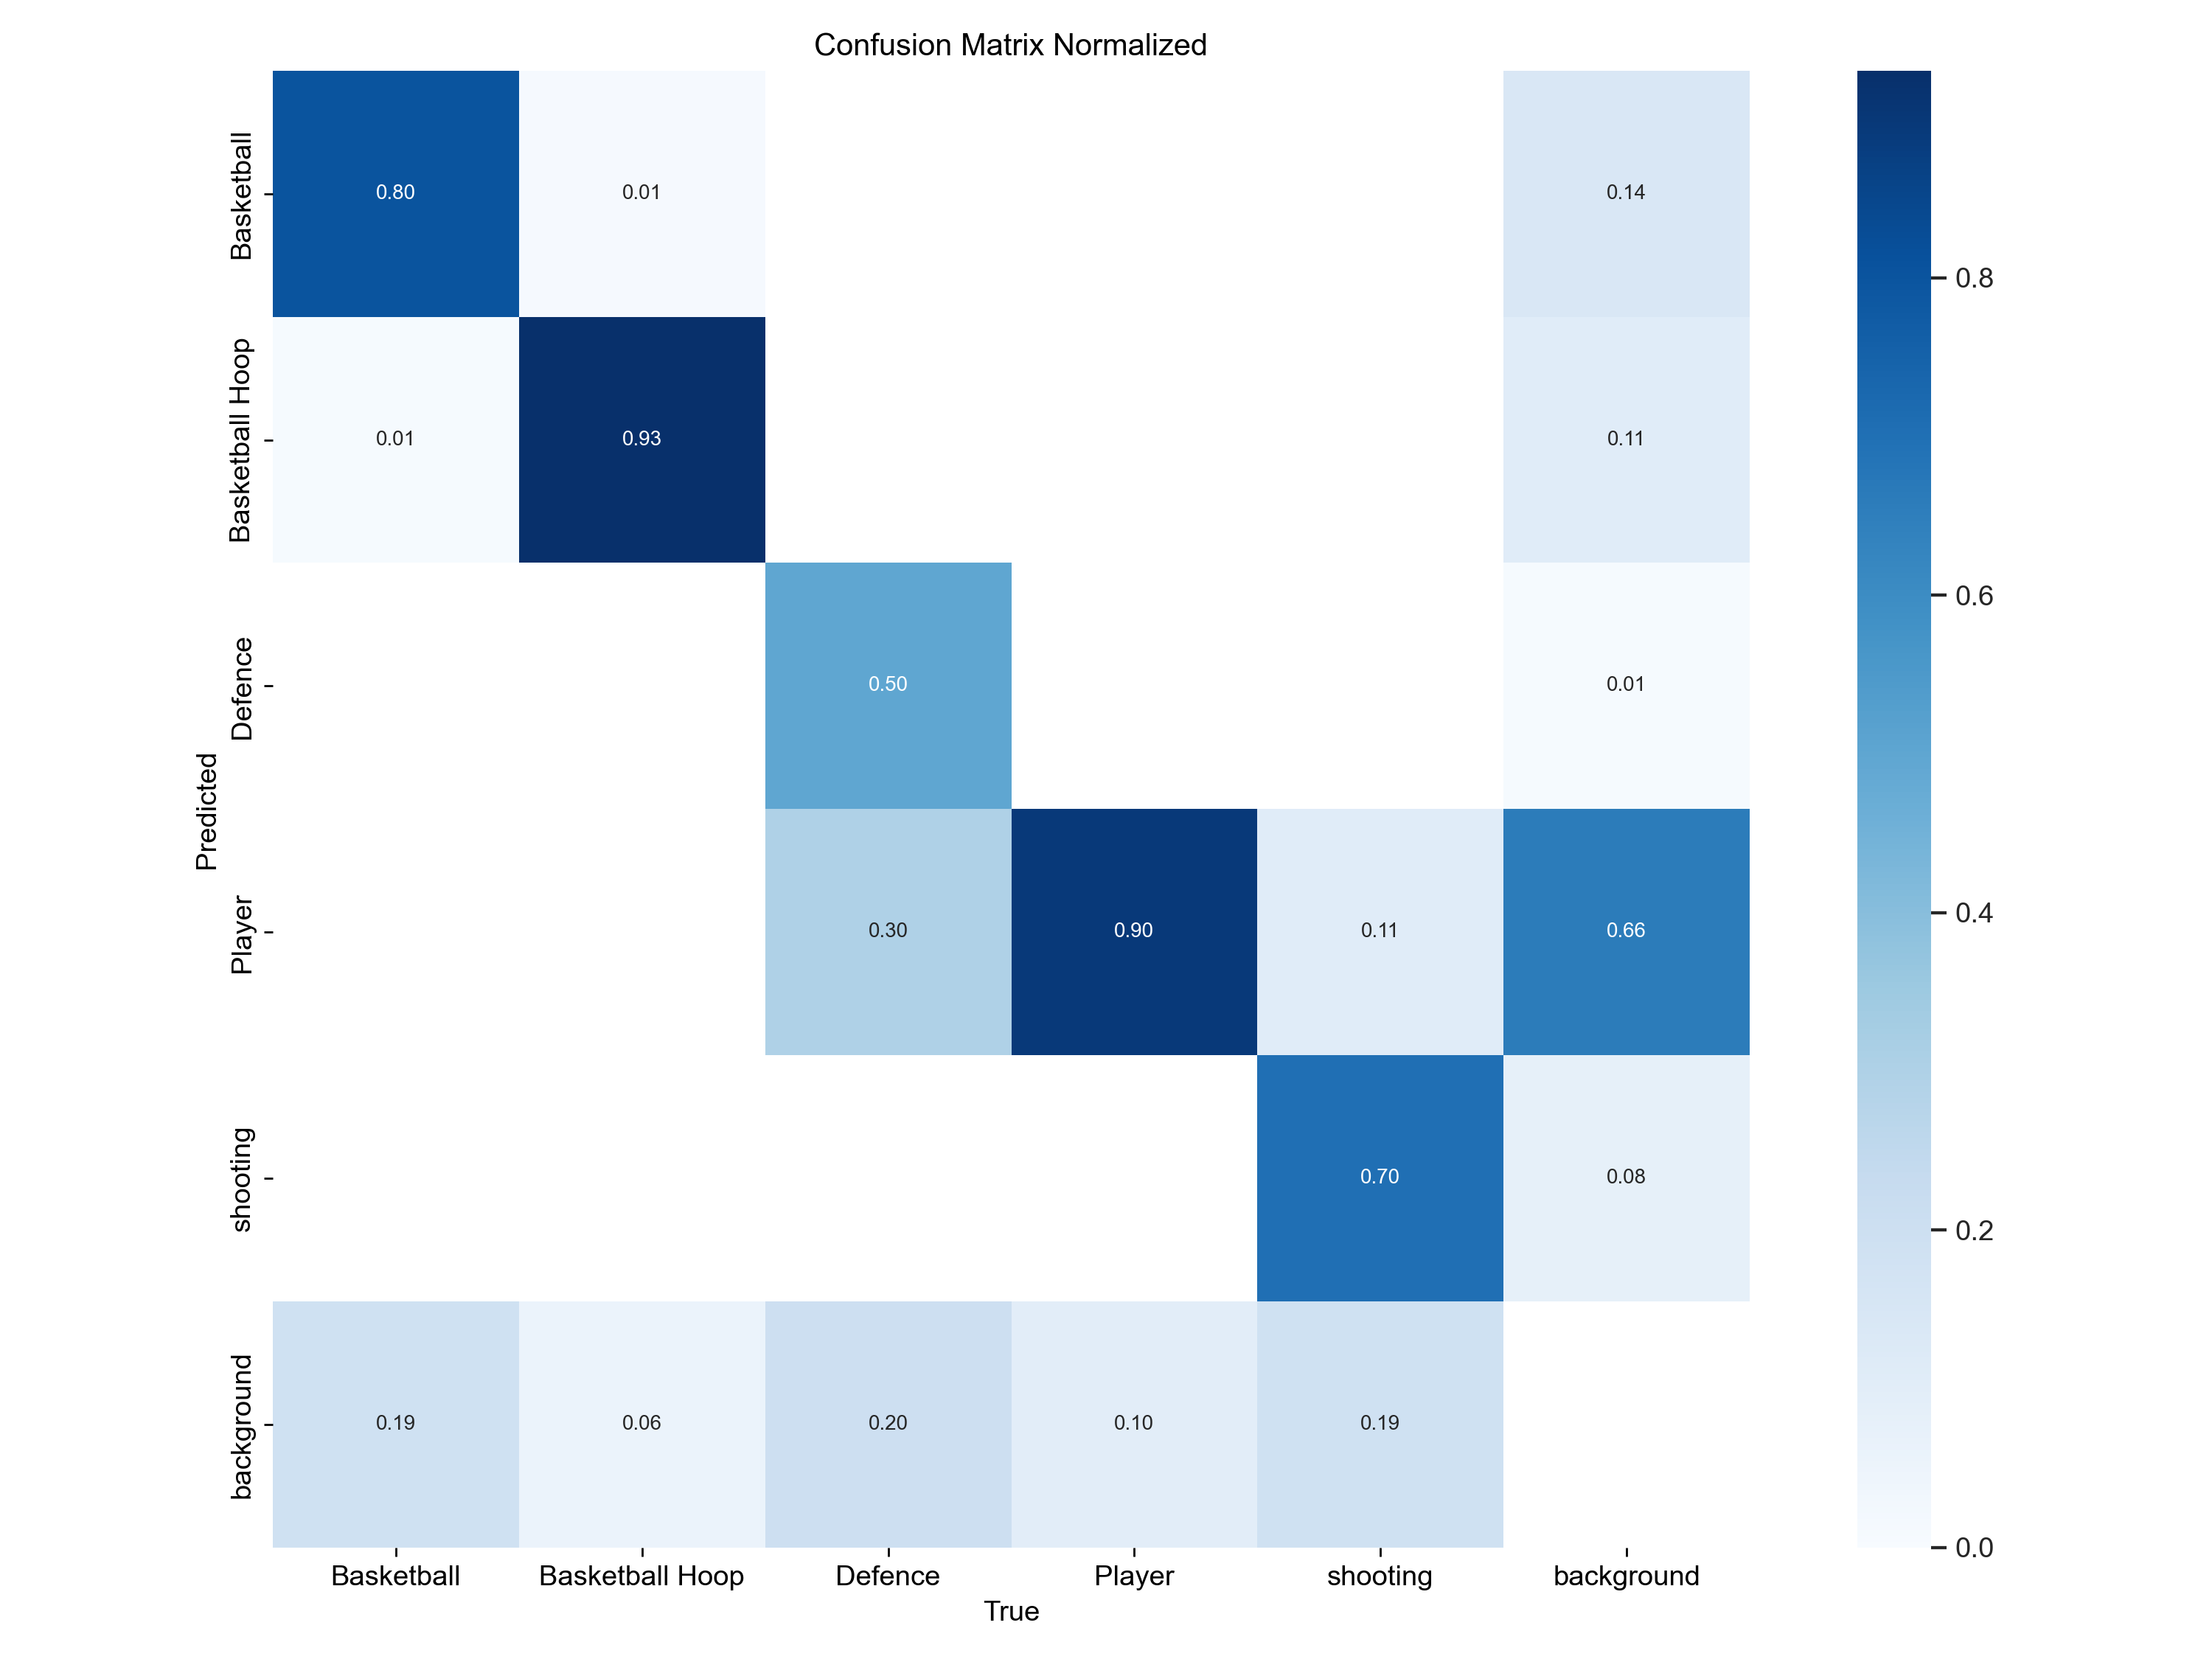 Confusion Matrix Normalized
Basketball
0.80
0.01
0.14
0.8
Basketball Hoop
0.01
0.93
0.11
0.6
Defence
0.50
0.01
Predicted
Player
0.30
0.90
0.11
0.66
0.4
shooting
0.70
0.08
0.2
background
0.19
0.06
0.20
0.10
0.19
0.0
Basketball
Basketball Hoop
Defence
Player
shooting
background
True